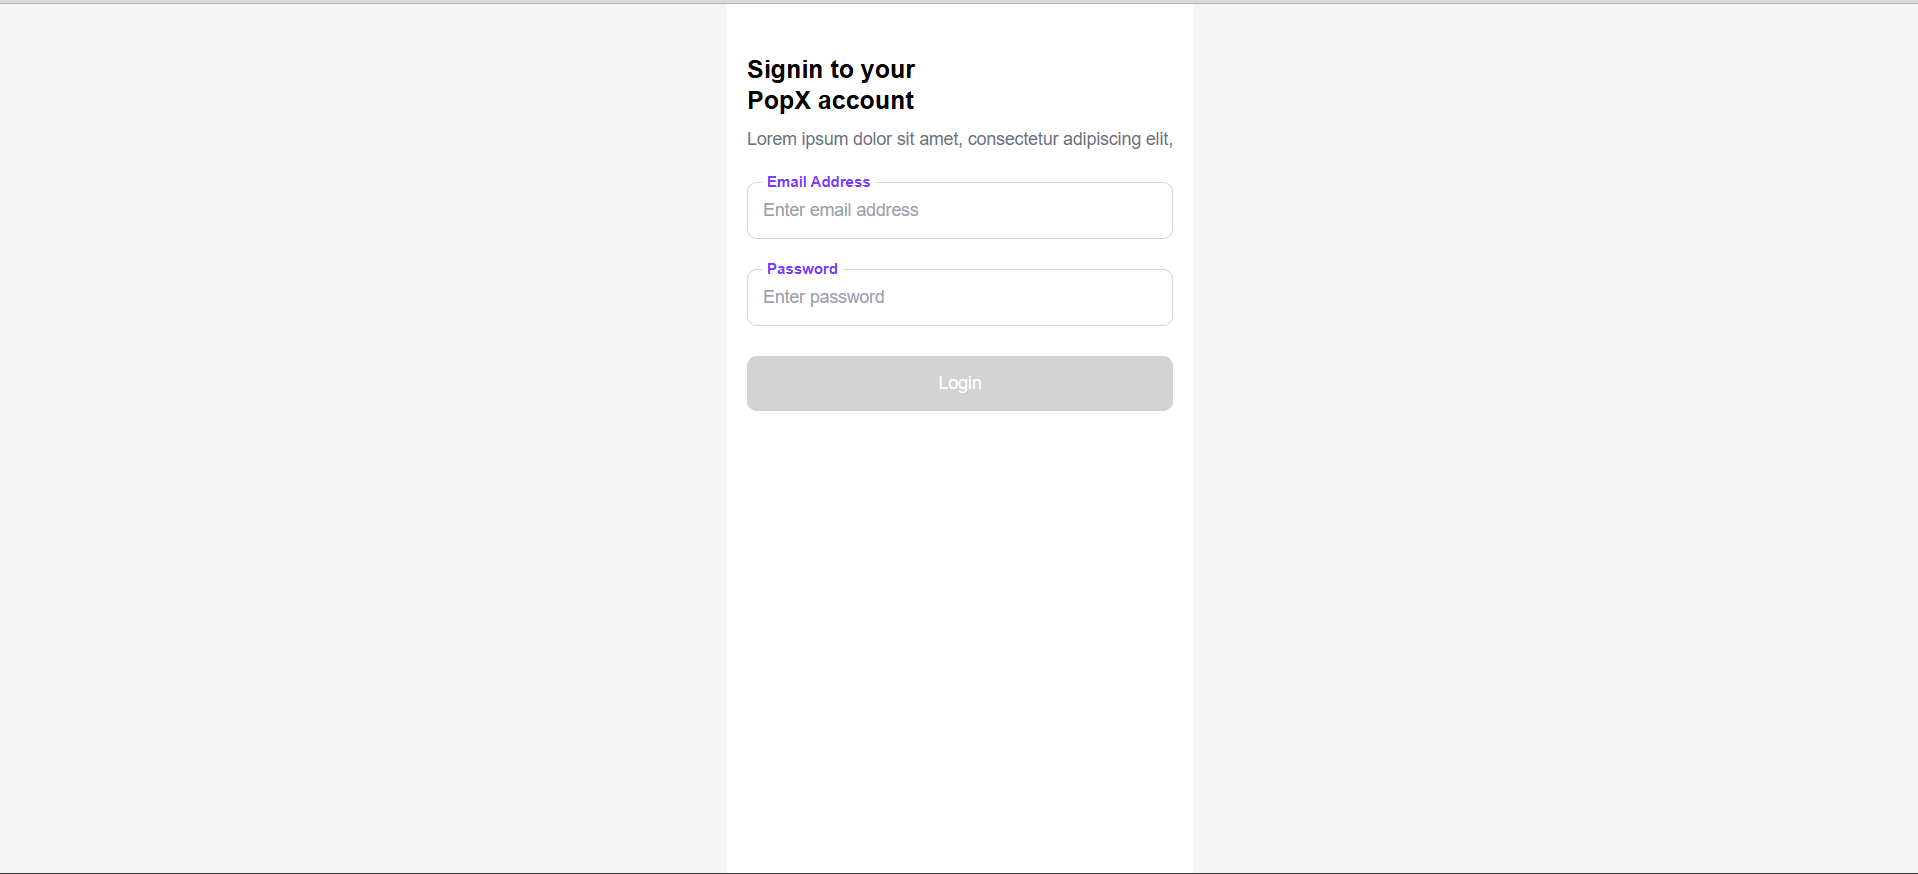 Signin to your
PopX account
Lorem ipsum dolor sit amet, consectetur adipiscing elit,
Email Address
Enter email address
Password
Enter password
Login